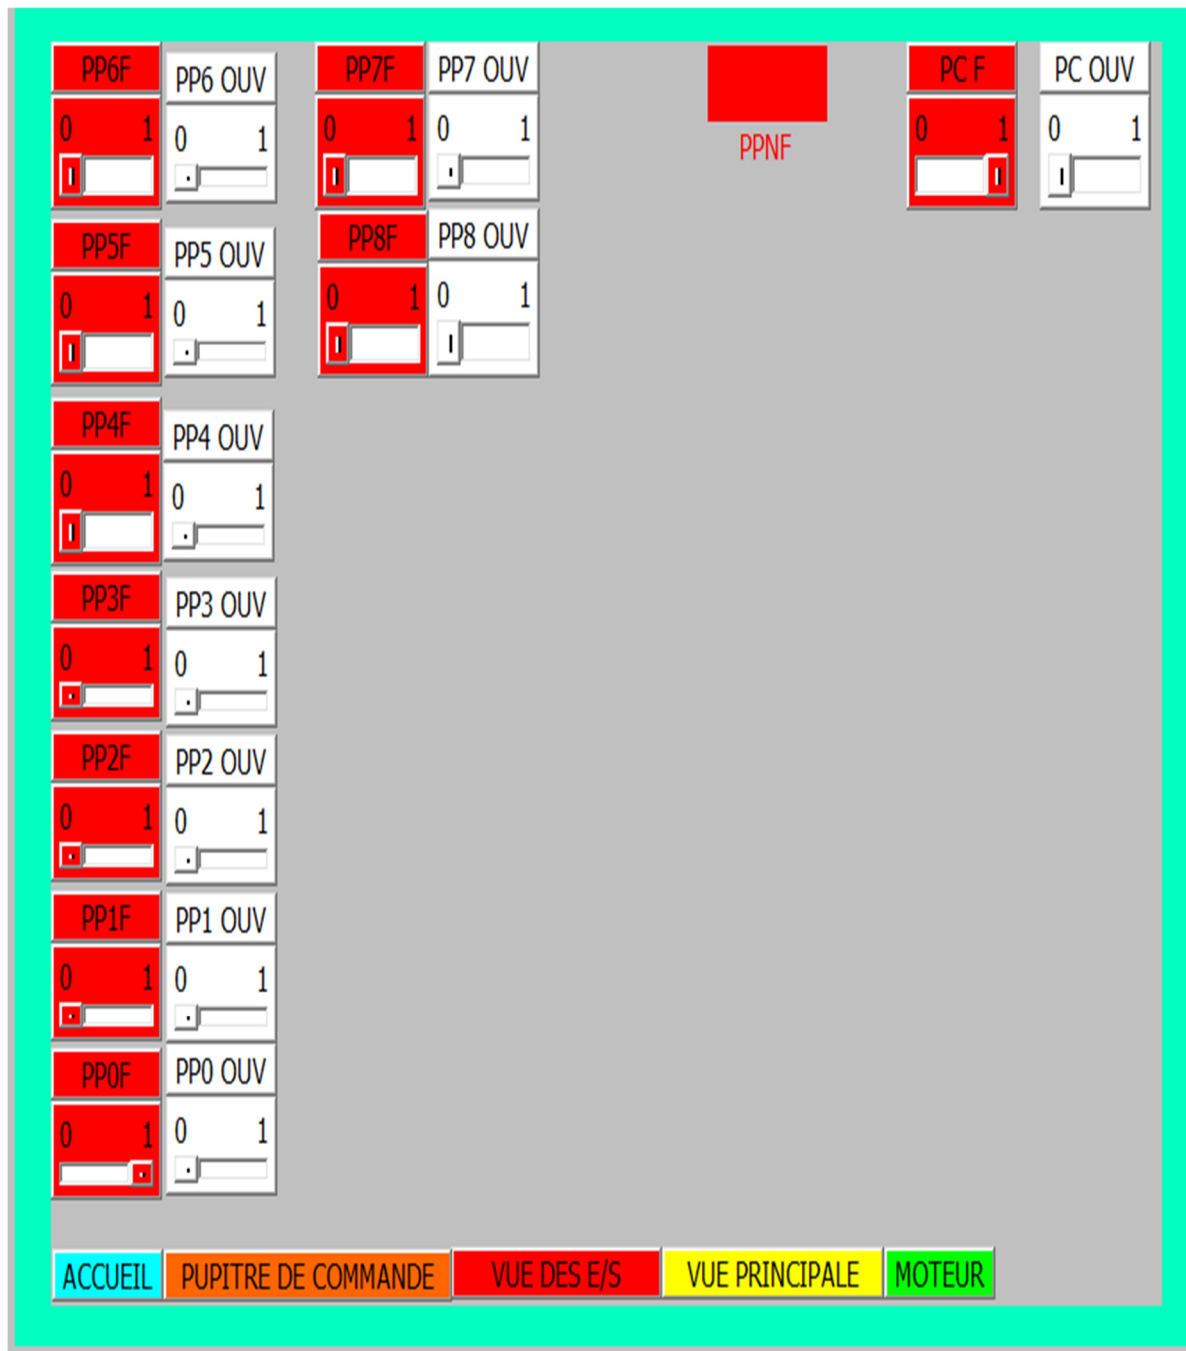 PP6F PP6 OUV PP7F PP7 OUV PC F PC OUV
0 1 0 1 0 1 0 1 PPNF 0 1 0 1
PP5F PP5 OUV PP8F PP8 OUV
0 1 0 1 0 1 0 1
PP4F PP4 OUV
0 1 0 1
PP3F PP3 OUV
0 1 0 1
PP2F PP2 OUV
0 1 0 1
PP1F PP1 OUV
0 1 0 1
PP0F PP0 OUV
0 1 0 1
ACCUEIL PUPITRE DE COMMANDE VUE DES E/S VUE PRINCIPALE MOTEUR